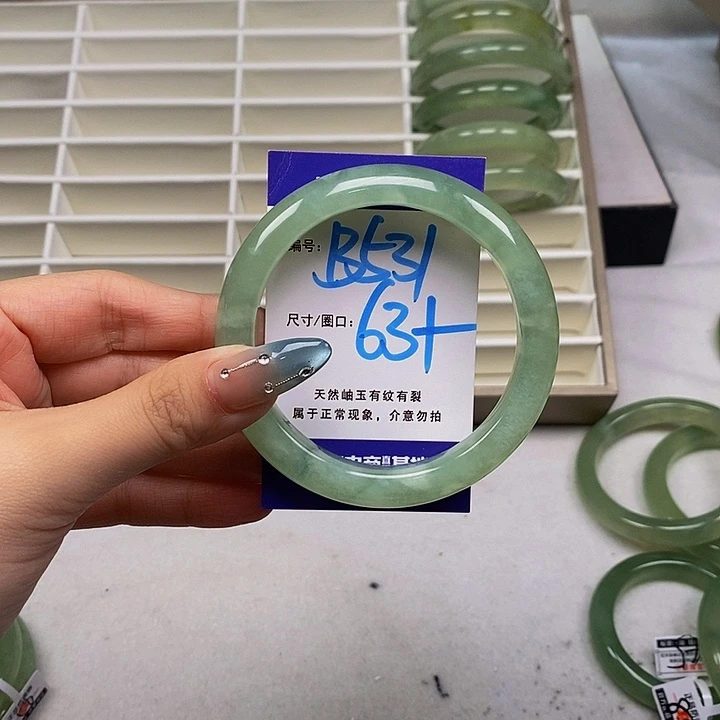 编号: B531
尺寸/圈口: 63+
天然岫玉有纹有裂
属于正常现象，介意勿拍